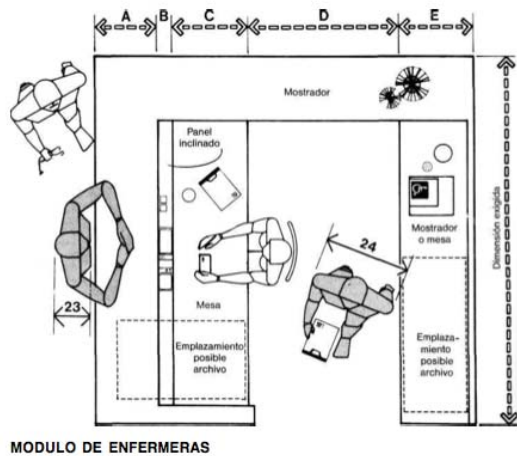 A B C D E
Mostrador
Panel
inclinado
Mostrador
o mesa
Dimensión exigida
24
23
Mesa
Emplazamiento
posible
archivo
Emplaza-
miento
posible
archivo
MODULO DE ENFERMERAS